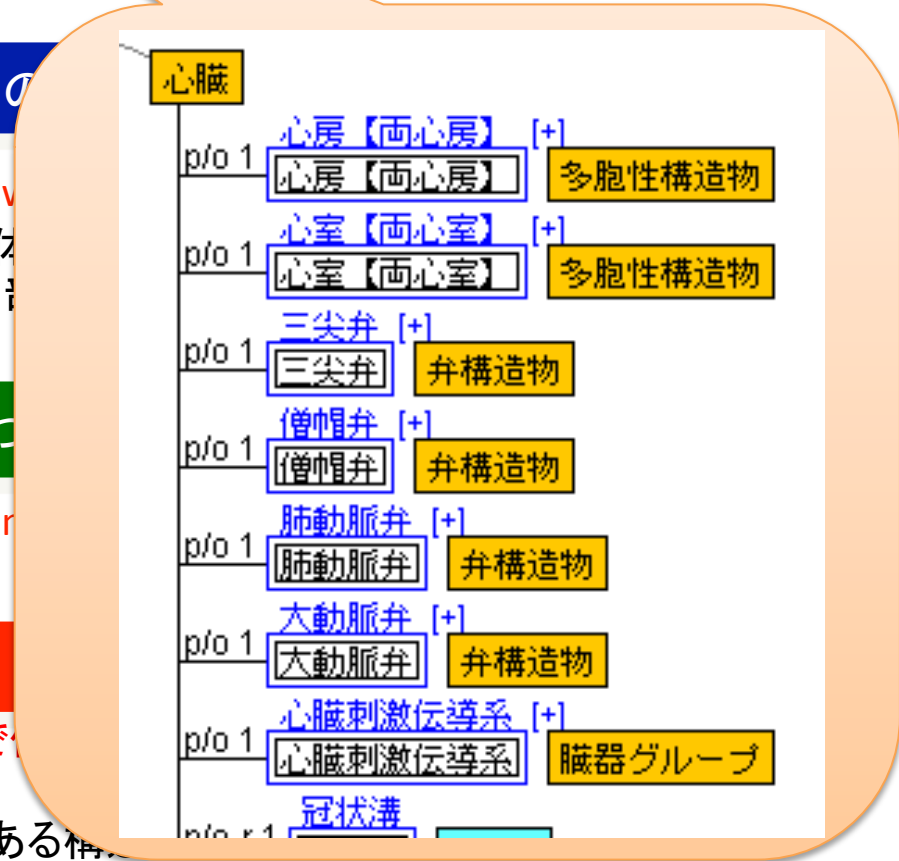 心臓
心房【両心房】 [+]
p/o 1 心房【両心房】 多胞性構造物
心室【両心室】 [+]
p/o 1 心室【両心室】 多胞性構造物
三尖弁 [+]
p/o 1 三尖弁 弁構造物
僧帽弁 [+]
p/o 1 僧帽弁 弁構造物
肺動脈弁 [+]
p/o 1 肺動脈弁 弁構造物
大動脈弁 [+]
p/o 1 大動脈弁 弁構造物
心臓刺激伝導系 [+]
p/o 1 心臓刺激伝導系 臓器グループ
冠状溝
ある構